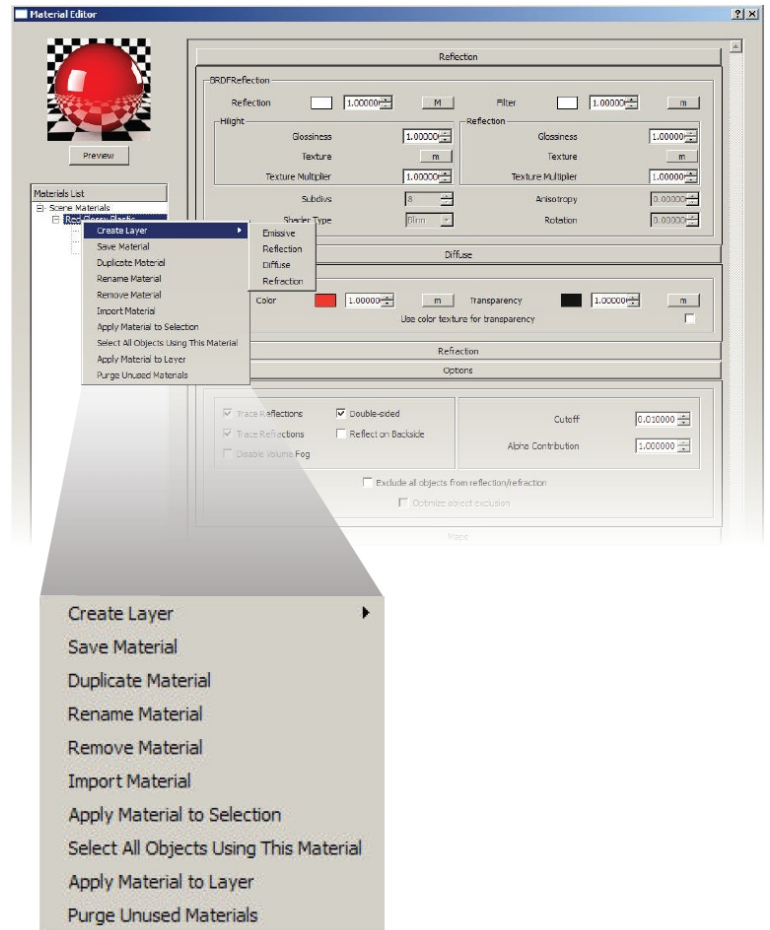 Material Editor
Preview
Materials List
Scene Materials
Red Glossy Plastic
Create Layer
Save Material
Duplicate Material
Rename Material
Remove Material
Import Material
Apply Material to Selection
Select All Objects Using This Material
Apply Material to Layer
Purge Unused Materials
Emissive
Reflection
Diffuse
Refraction
Reflection
BRDFReflection
Reflection 1.00000 M Filter 1.00000 m
Hilight Reflection
Glossiness 1.00000 Glossiness 1.00000
Texture m Texture m
Texture Multiplier 1.00000 Texture Multiplier 1.00000
Subdivs 8 Anisotropy 0.00000
Shader Type Blinn Rotation 0.00000
Diffuse
Color 1.00000 m Transparency 1.00000 m
Use color texture for transparency
Refraction
Options
Trace Reflections Double-sided Cutoff 0.010000
Trace Refractions Reflect on Backside Alpha Contribution 1.000000
Disable Volume Fog
Exclude all objects from reflection/refraction
Optimize object exclusion
Maps
Create Layer
Save Material
Duplicate Material
Rename Material
Remove Material
Import Material
Apply Material to Selection
Select All Objects Using This Material
Apply Material to Layer
Purge Unused Materials